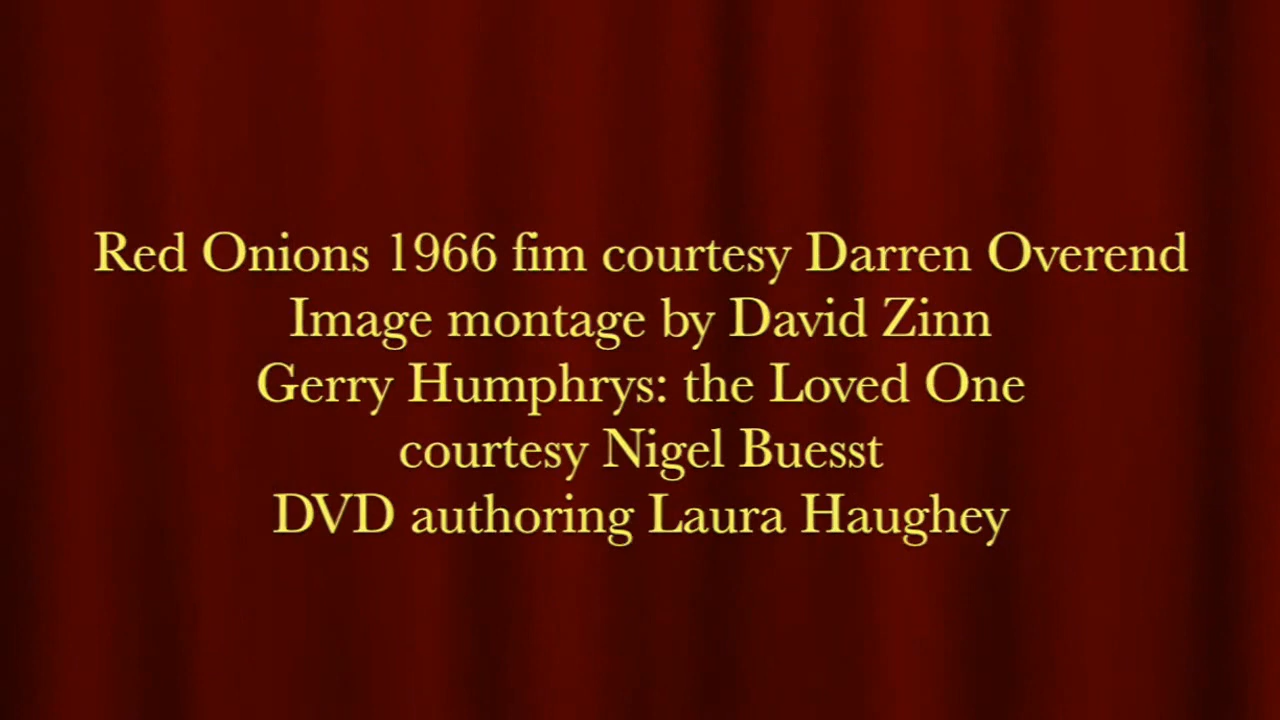 Red Onions 1966 fim courtesy Darren Overend
Image montage by David Zinn
Gerry Humphrys: the Loved One
courtesy Nigel Buesst
DVD authoring Laura Haughey